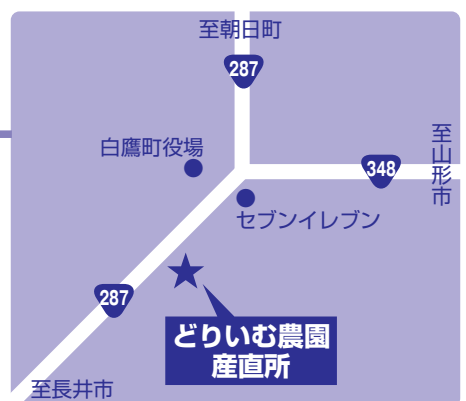 至朝日町
287
白鷹町役場
至山形市
348
セブンイレブン
287
どりいむ農園
産直所
至長井市